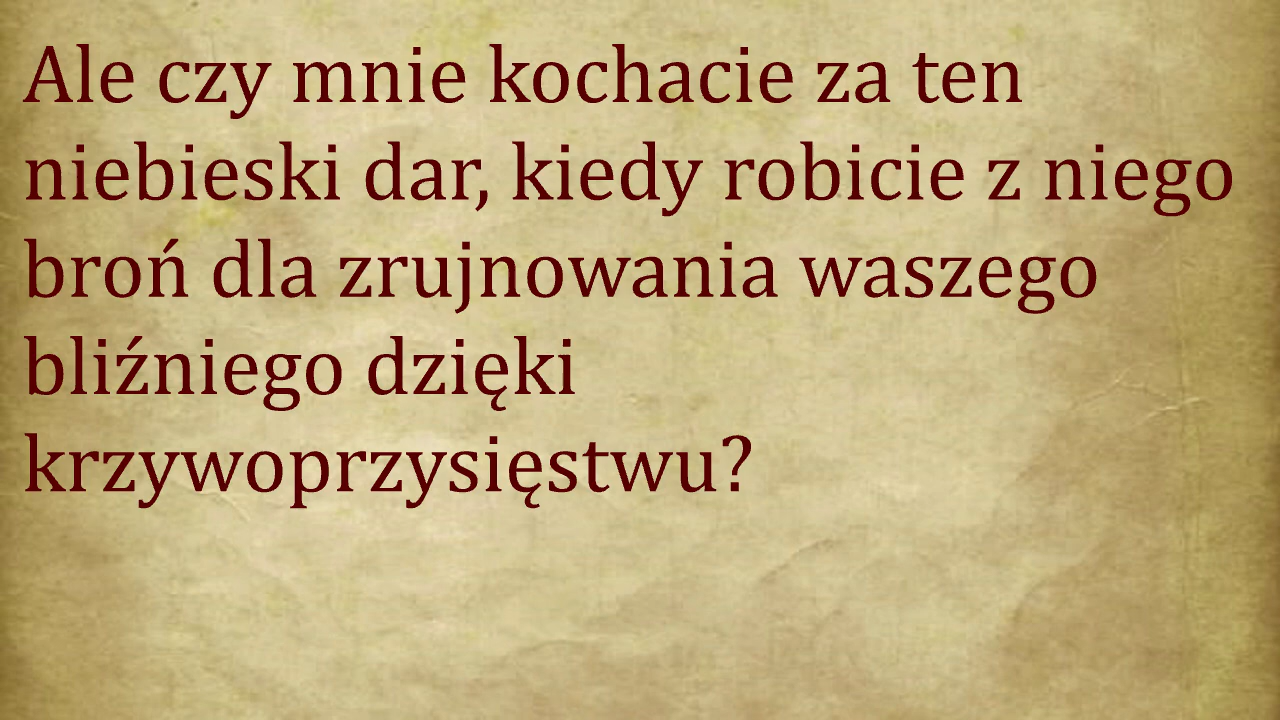 Ale czy mnie kochacie za ten
niebieski dar, kiedy robicie z niego
broń dla zrujnowania waszego
bliźniego dzięki
krzywoprzysięstwu?